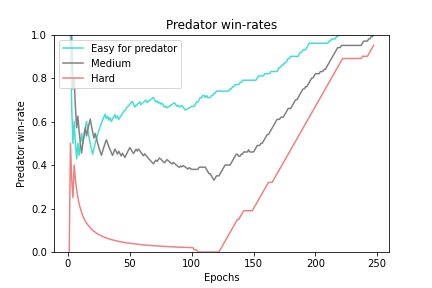 Predator win-rates
Easy for predator
Medium
Hard
Predator win-rate
1.0
0.8
0.6
0.4
0.2
0.0
0 50 100 150 200 250
Epochs